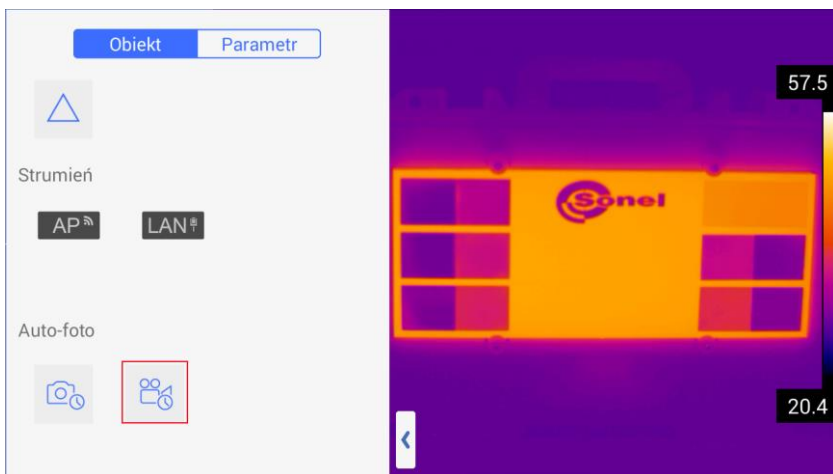 Obiekt Parametr
Strumień
AP LAN
Auto-foto
57.5
Sonel
20.4